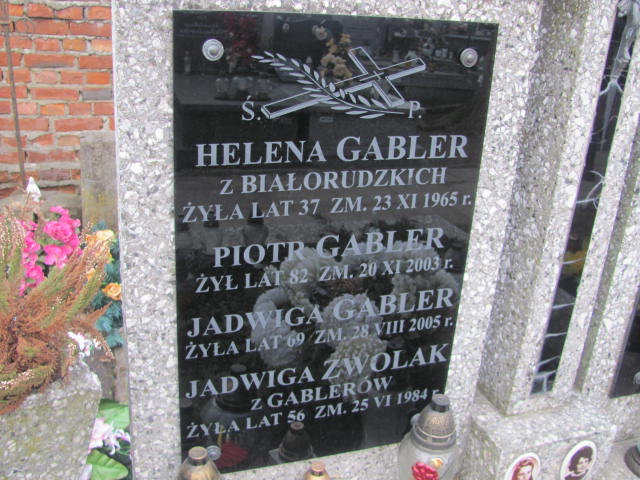 Ś. P.
HELENA GABLER
Z BIAŁORUDZKICH
ŻYŁA LAT 37 ZM. 23 XI 1965 r.
PIOTR GABLER
ŻYŁ LAT 82 ZM. 20 XI 2003 r.
JADWIGA GABLER
ŻYŁA LAT 69 ZM. 28 VIII 2005 r.
JADWIGA ZWOLAK
Z GABLERÓW
ŻYŁA LAT 56 ZM. 25 VI 1984 r.